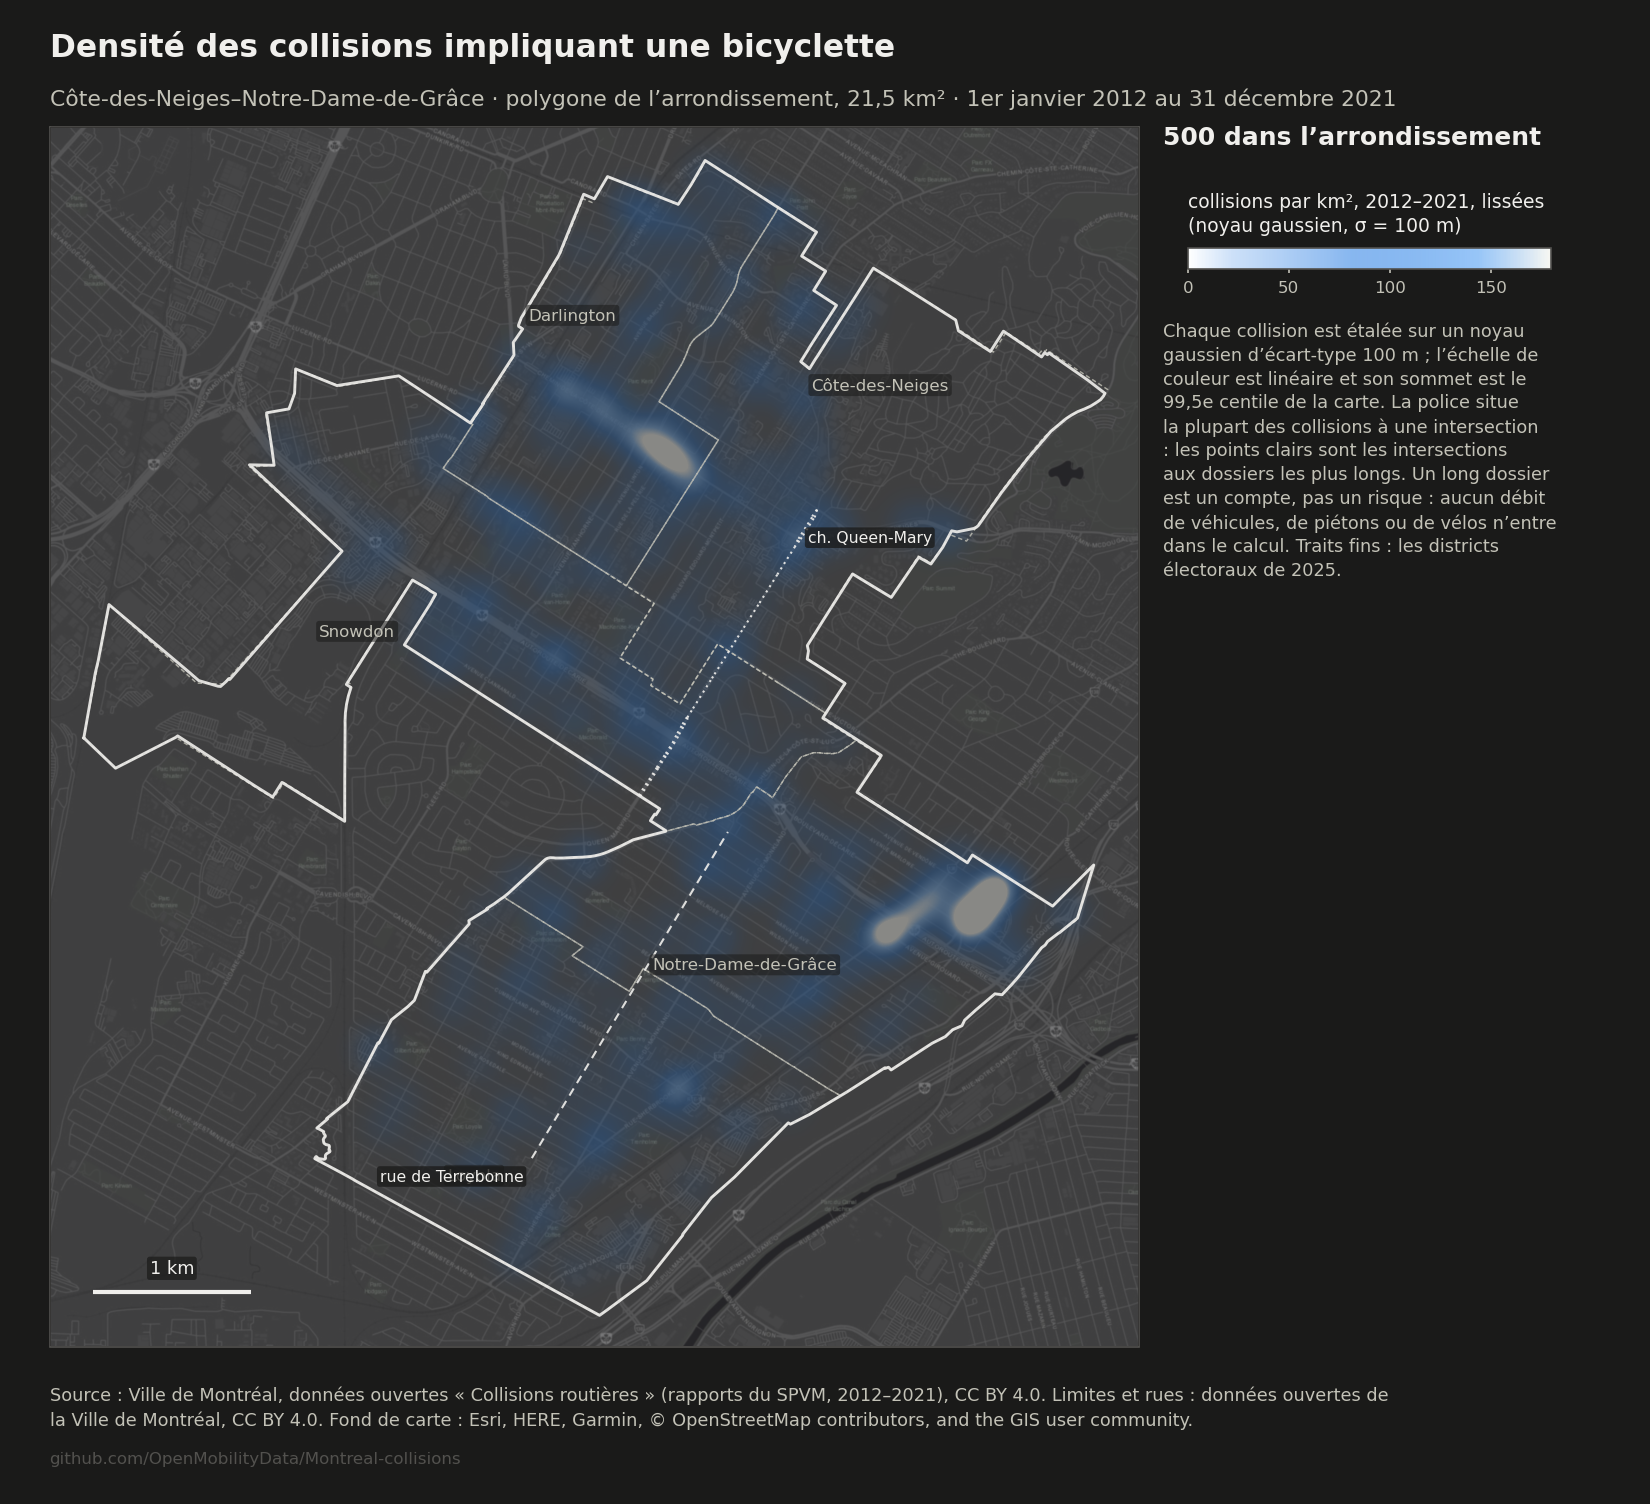 Densité des collisions impliquant une bicyclette
Côte-des-Neiges–Notre-Dame-de-Grâce · polygone de l’arrondissement, 21,5 km² · 1er janvier 2012 au 31 décembre 2021
500 dans l’arrondissement
collisions par km², 2012–2021, lissées
(noyau gaussien, σ = 100 m)
0 50 100 150
Chaque collision est étalée sur un noyau
gaussien d’écart-type 100 m ; l’échelle de
couleur est linéaire et son sommet est le
99,5e centile de la carte. La police situe
la plupart des collisions à une intersection
: les points clairs sont les intersections
aux dossiers les plus longs. Un long dossier
est un compte, pas un risque : aucun débit
de véhicules, de piétons ou de vélos n’entre
dans le calcul. Traits fins : les districts
électoraux de 2025.
Darlington
Côte-des-Neiges
ch. Queen-Mary
Snowdon
Notre-Dame-de-Grâce
rue de Terrebonne
1 km
Source : Ville de Montréal, données ouvertes « Collisions routières » (rapports du SPVM, 2012–2021), CC BY 4.0. Limites et rues : données ouvertes de
la Ville de Montréal, CC BY 4.0. Fond de carte : Esri, HERE, Garmin, © OpenStreetMap contributors, and the GIS user community.
github.com/OpenMobilityData/Montreal-collisions